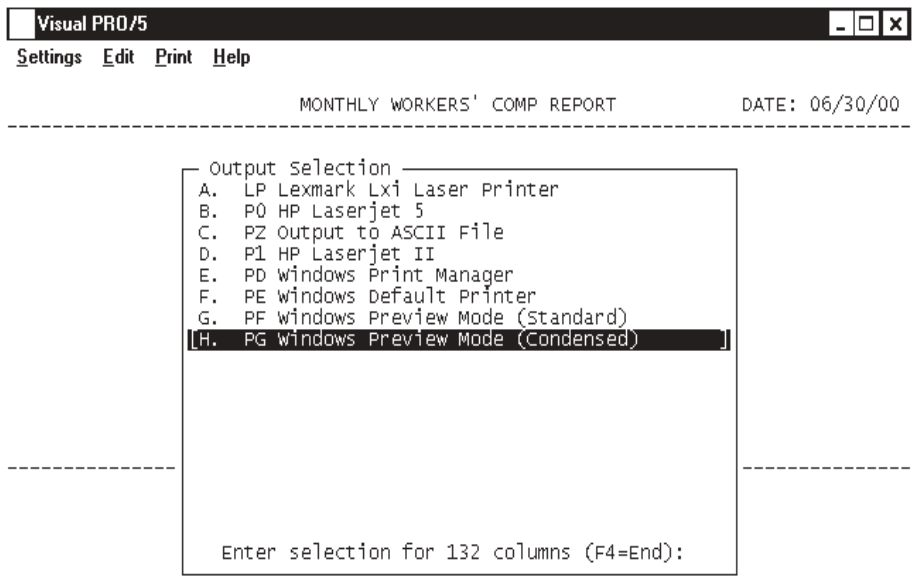 Visual PRO/5
Settings Edit Print Help
MONTHLY WORKERS' COMP REPORT DATE: 06/30/00
Output Selection
A. LP Lexmark Lxi Laser Printer
B. P0 HP Laserjet 5
C. PZ Output to ASCII File
D. P1 HP Laserjet II
E. PD Windows Print Manager
F. PE Windows Default Printer
G. PF Windows Preview Mode (Standard)
[H. PG Windows Preview Mode (Condensed) ]
Enter selection for 132 columns (F4=End):